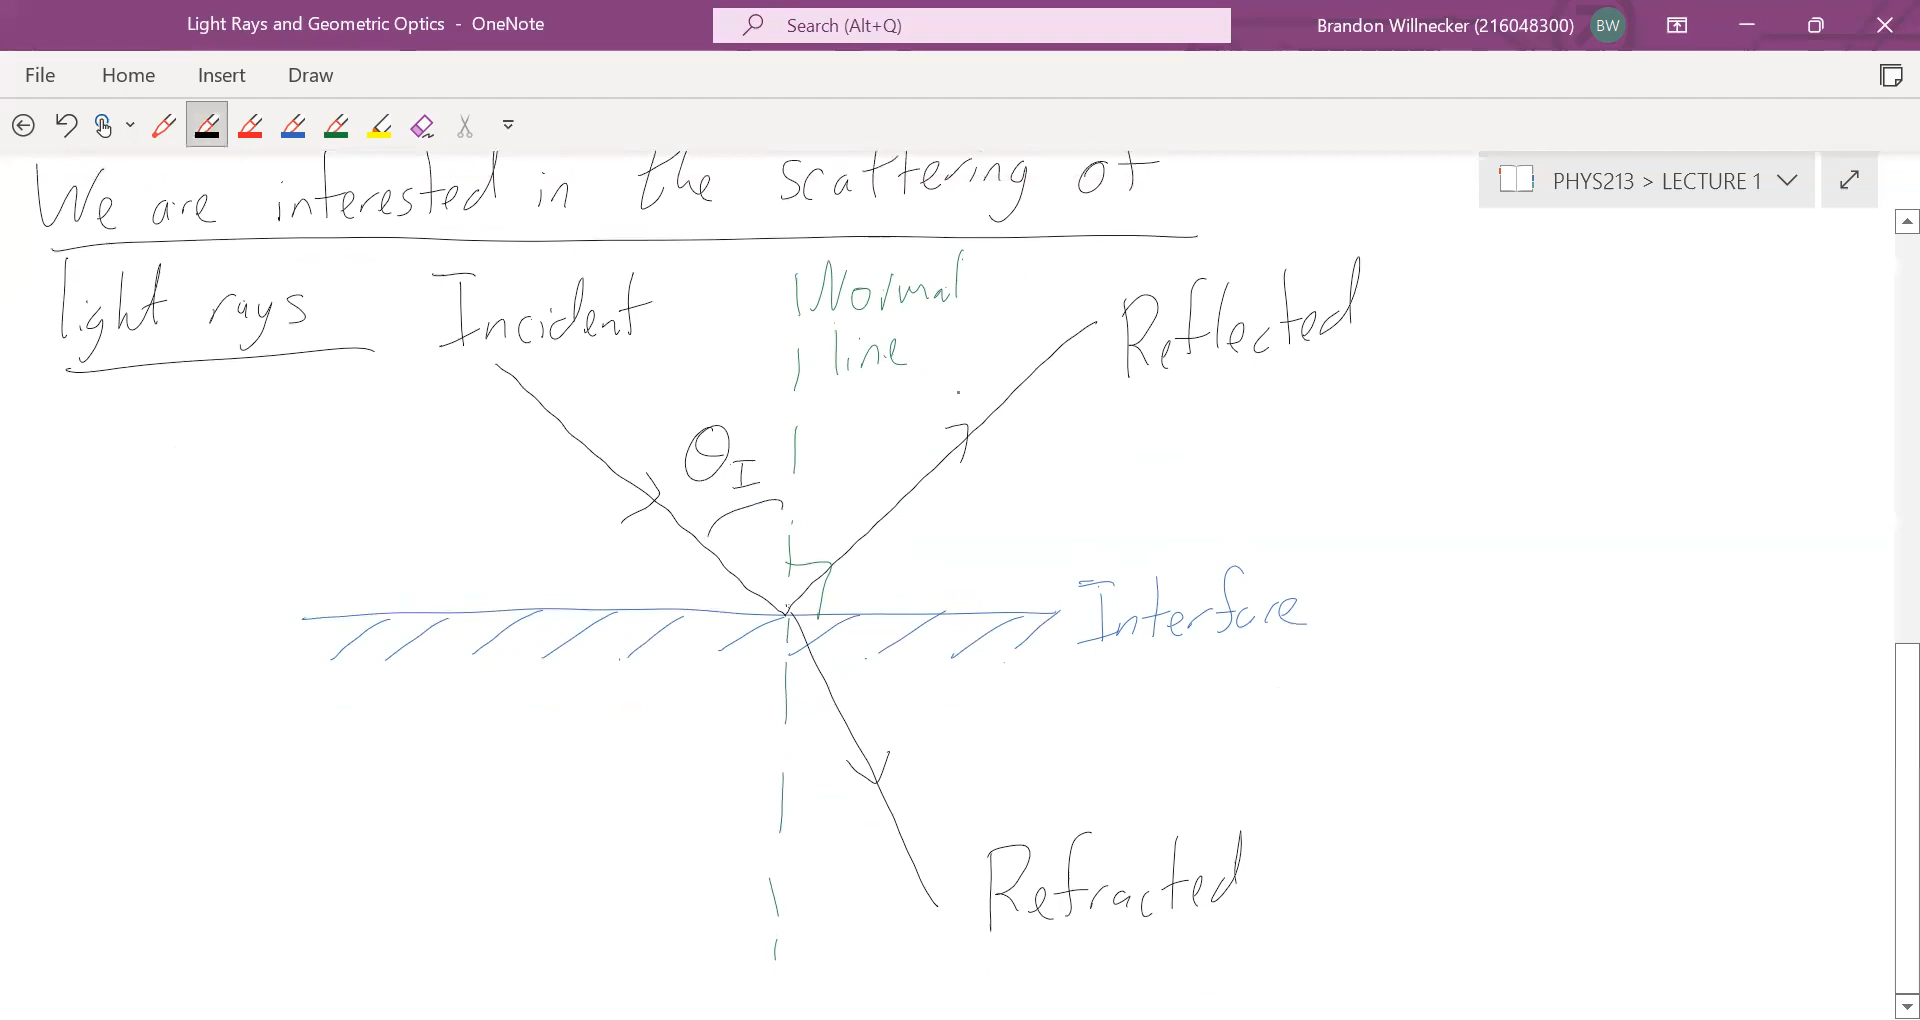 Light Rays and Geometric Optics - OneNote
Search (Alt+Q)
Brandon Willnecker (216048300)
BW
File Home Insert Draw
PHYS213 > LECTURE 1
We are interested in the scattering of
light rays
Incident
Normal
line
Reflected
θI
Interface
Refracted